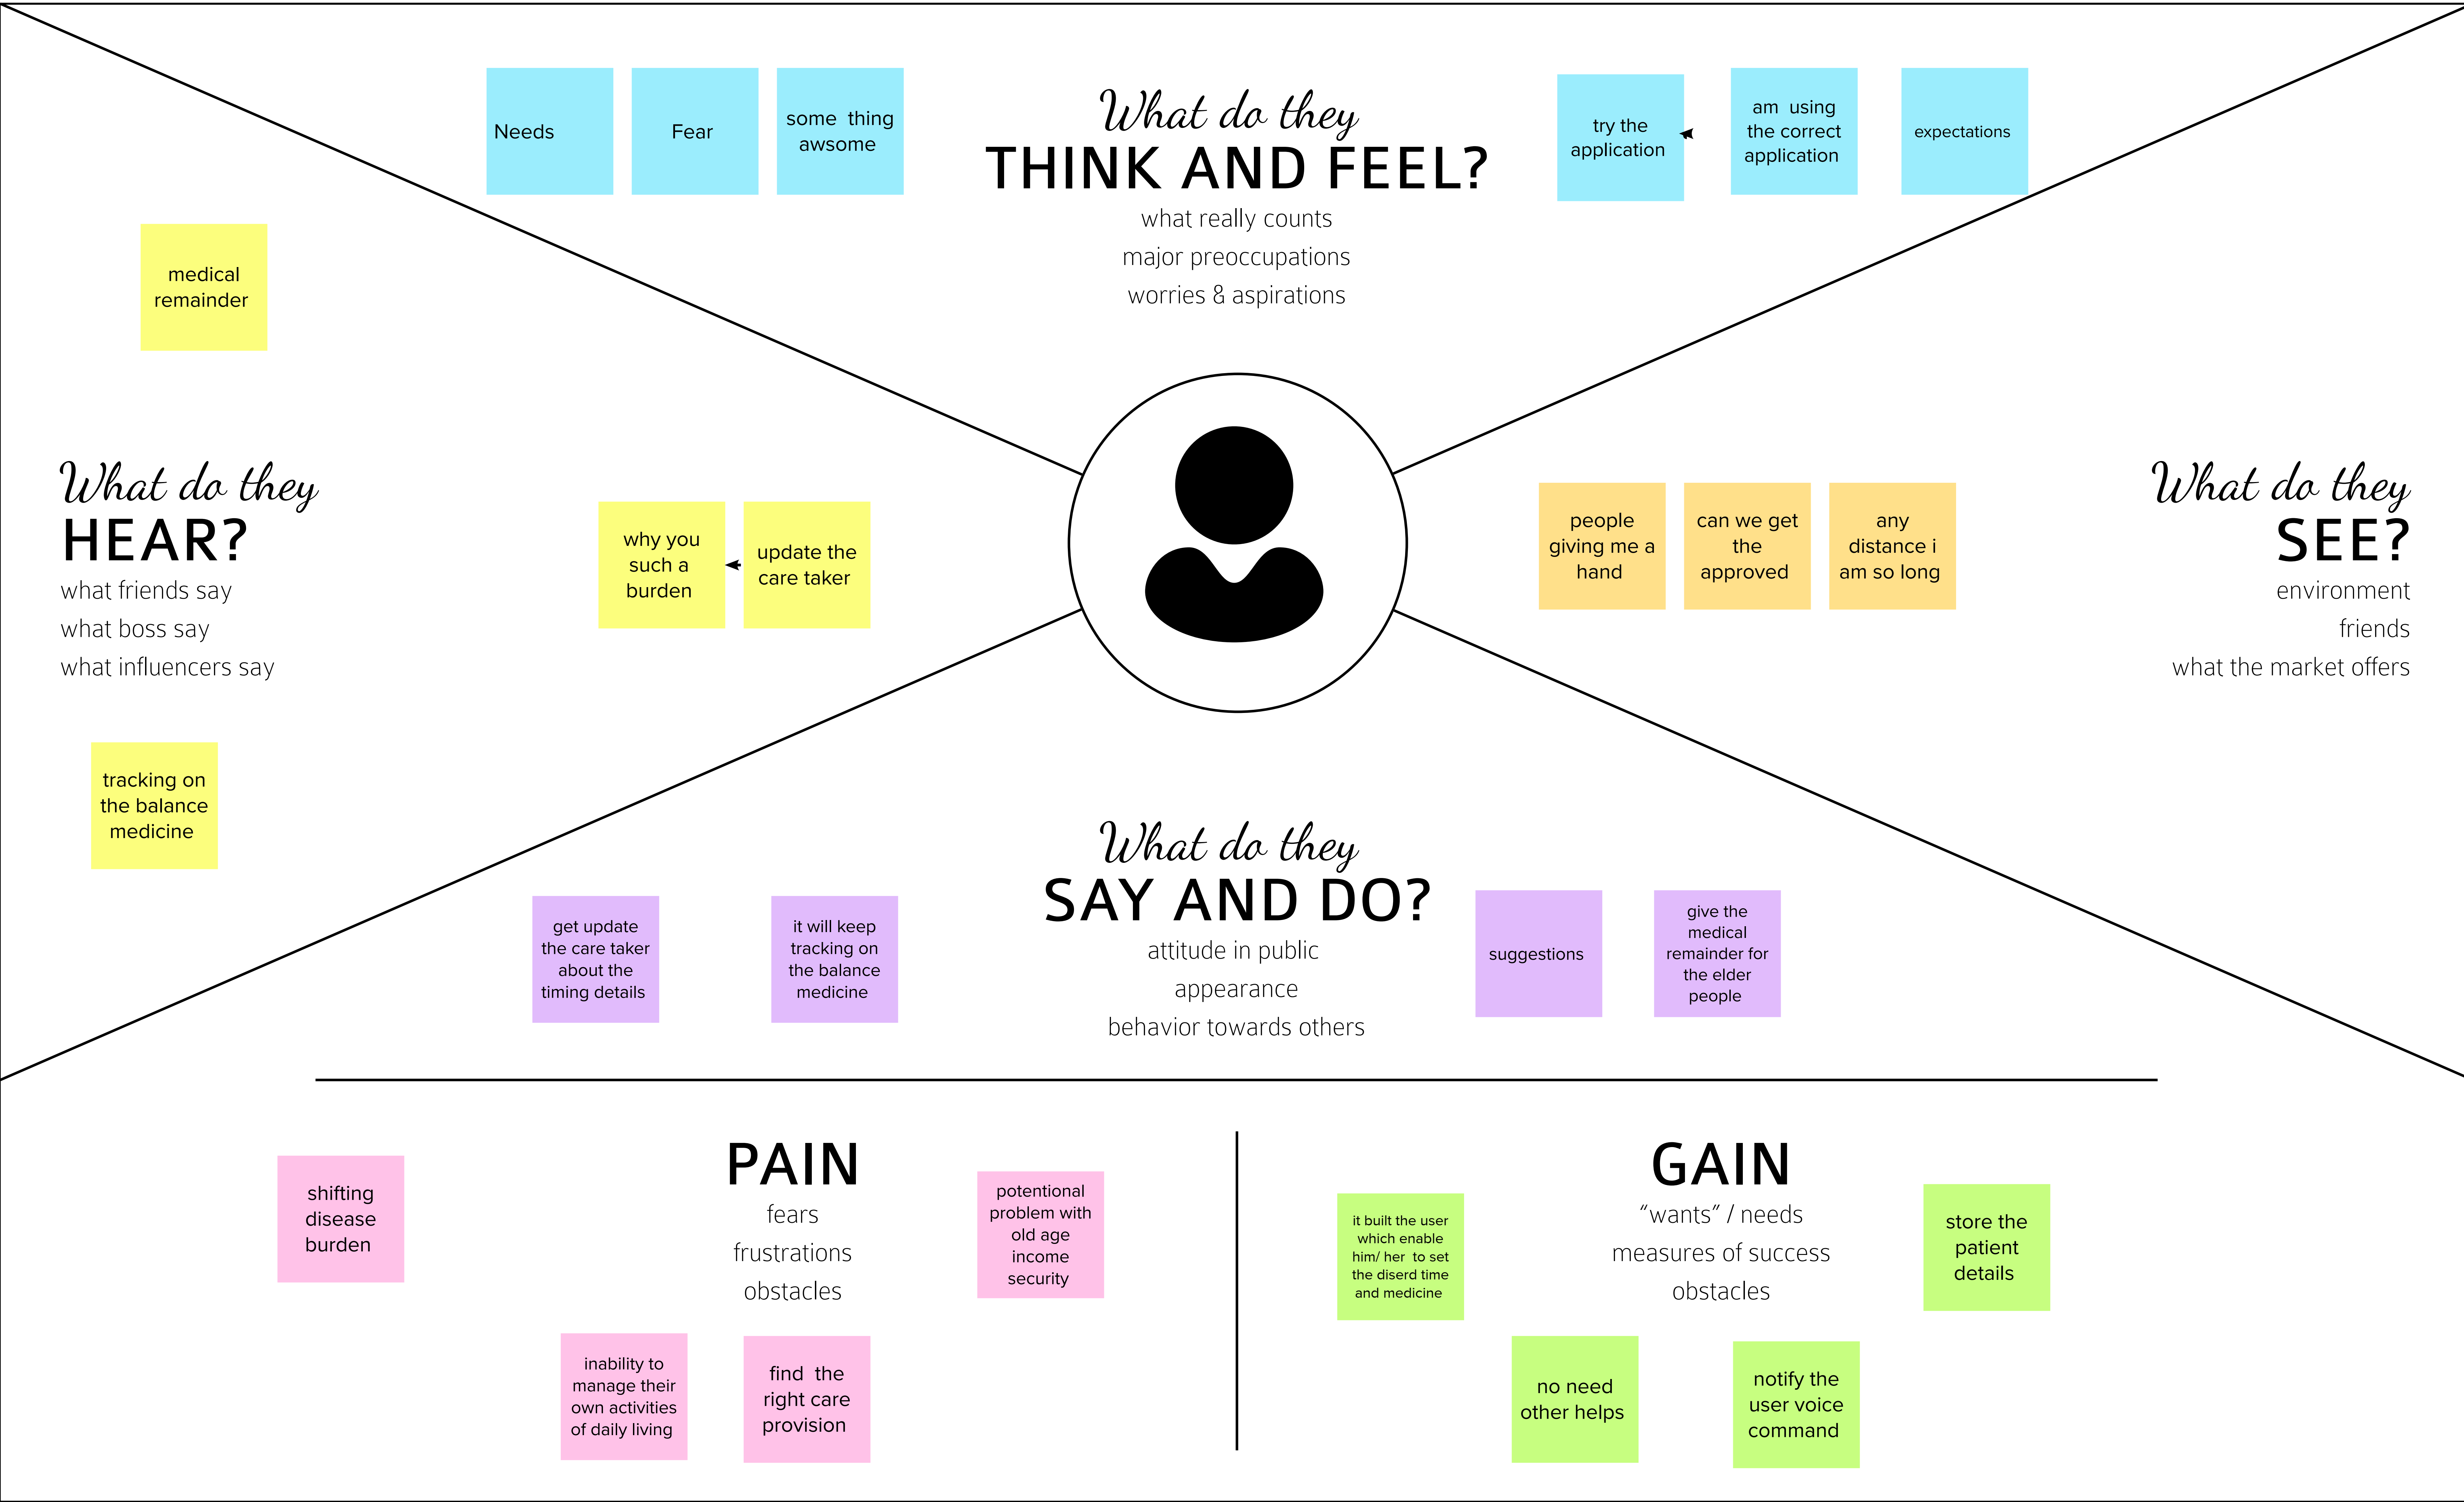 Needs
Fear
some thing
awsome
What do they
THINK AND FEEL?
what really counts
major preoccupations
worries & aspirations
try the
application
am using
the correct
application
expectations
medical
remainder
What do they
HEAR?
what friends say
what boss say
what influencers say
why you
such a
burden
update the
care taker
tracking on
the balance
medicine
people
giving me a
hand
can we get
the
approved
any
distance i
am so long
What do they
SEE?
environment
friends
what the market offers
What do they
SAY AND DO?
attitude in public
appearance
behavior towards others
get update
the care taker
about the
timing details
it will keep
tracking on
the balance
medicine
suggestions
give the
medical
remainder for
the elder
people
PAIN
fears
frustrations
obstacles
shifting
disease
burden
potentional
problem with
old age
income
security
inability to
manage their
own activities
of daily living
find the
right care
provision
GAIN
“wants” / needs
measures of success
obstacles
it built the user
which enable
him/ her to set
the diserd time
and medicine
store the
patient
details
no need
other helps
notify the
user voice
command